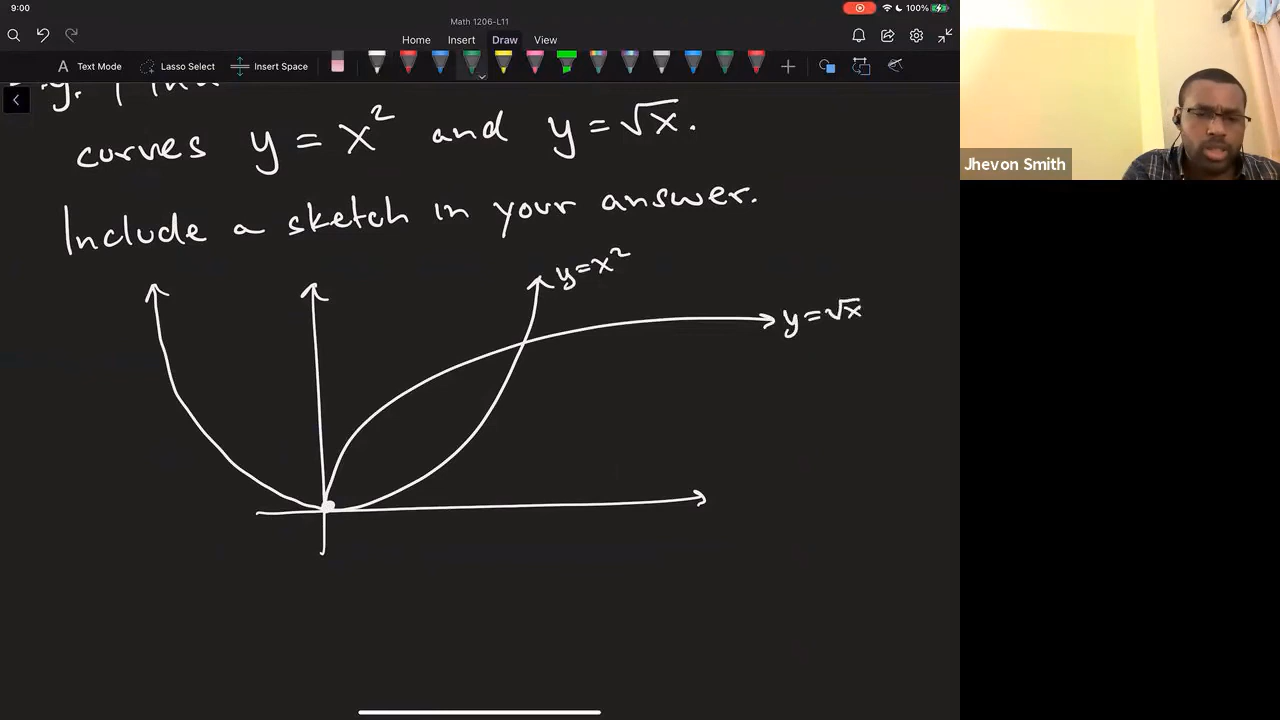 9:00
100%
Math 1206-L11
Home Insert Draw View
Text Mode Lasso Select Insert Space
curves y = x² and y = √x.
Include a sketch in your answer.
y=x²
y=√x
Jhevon Smith